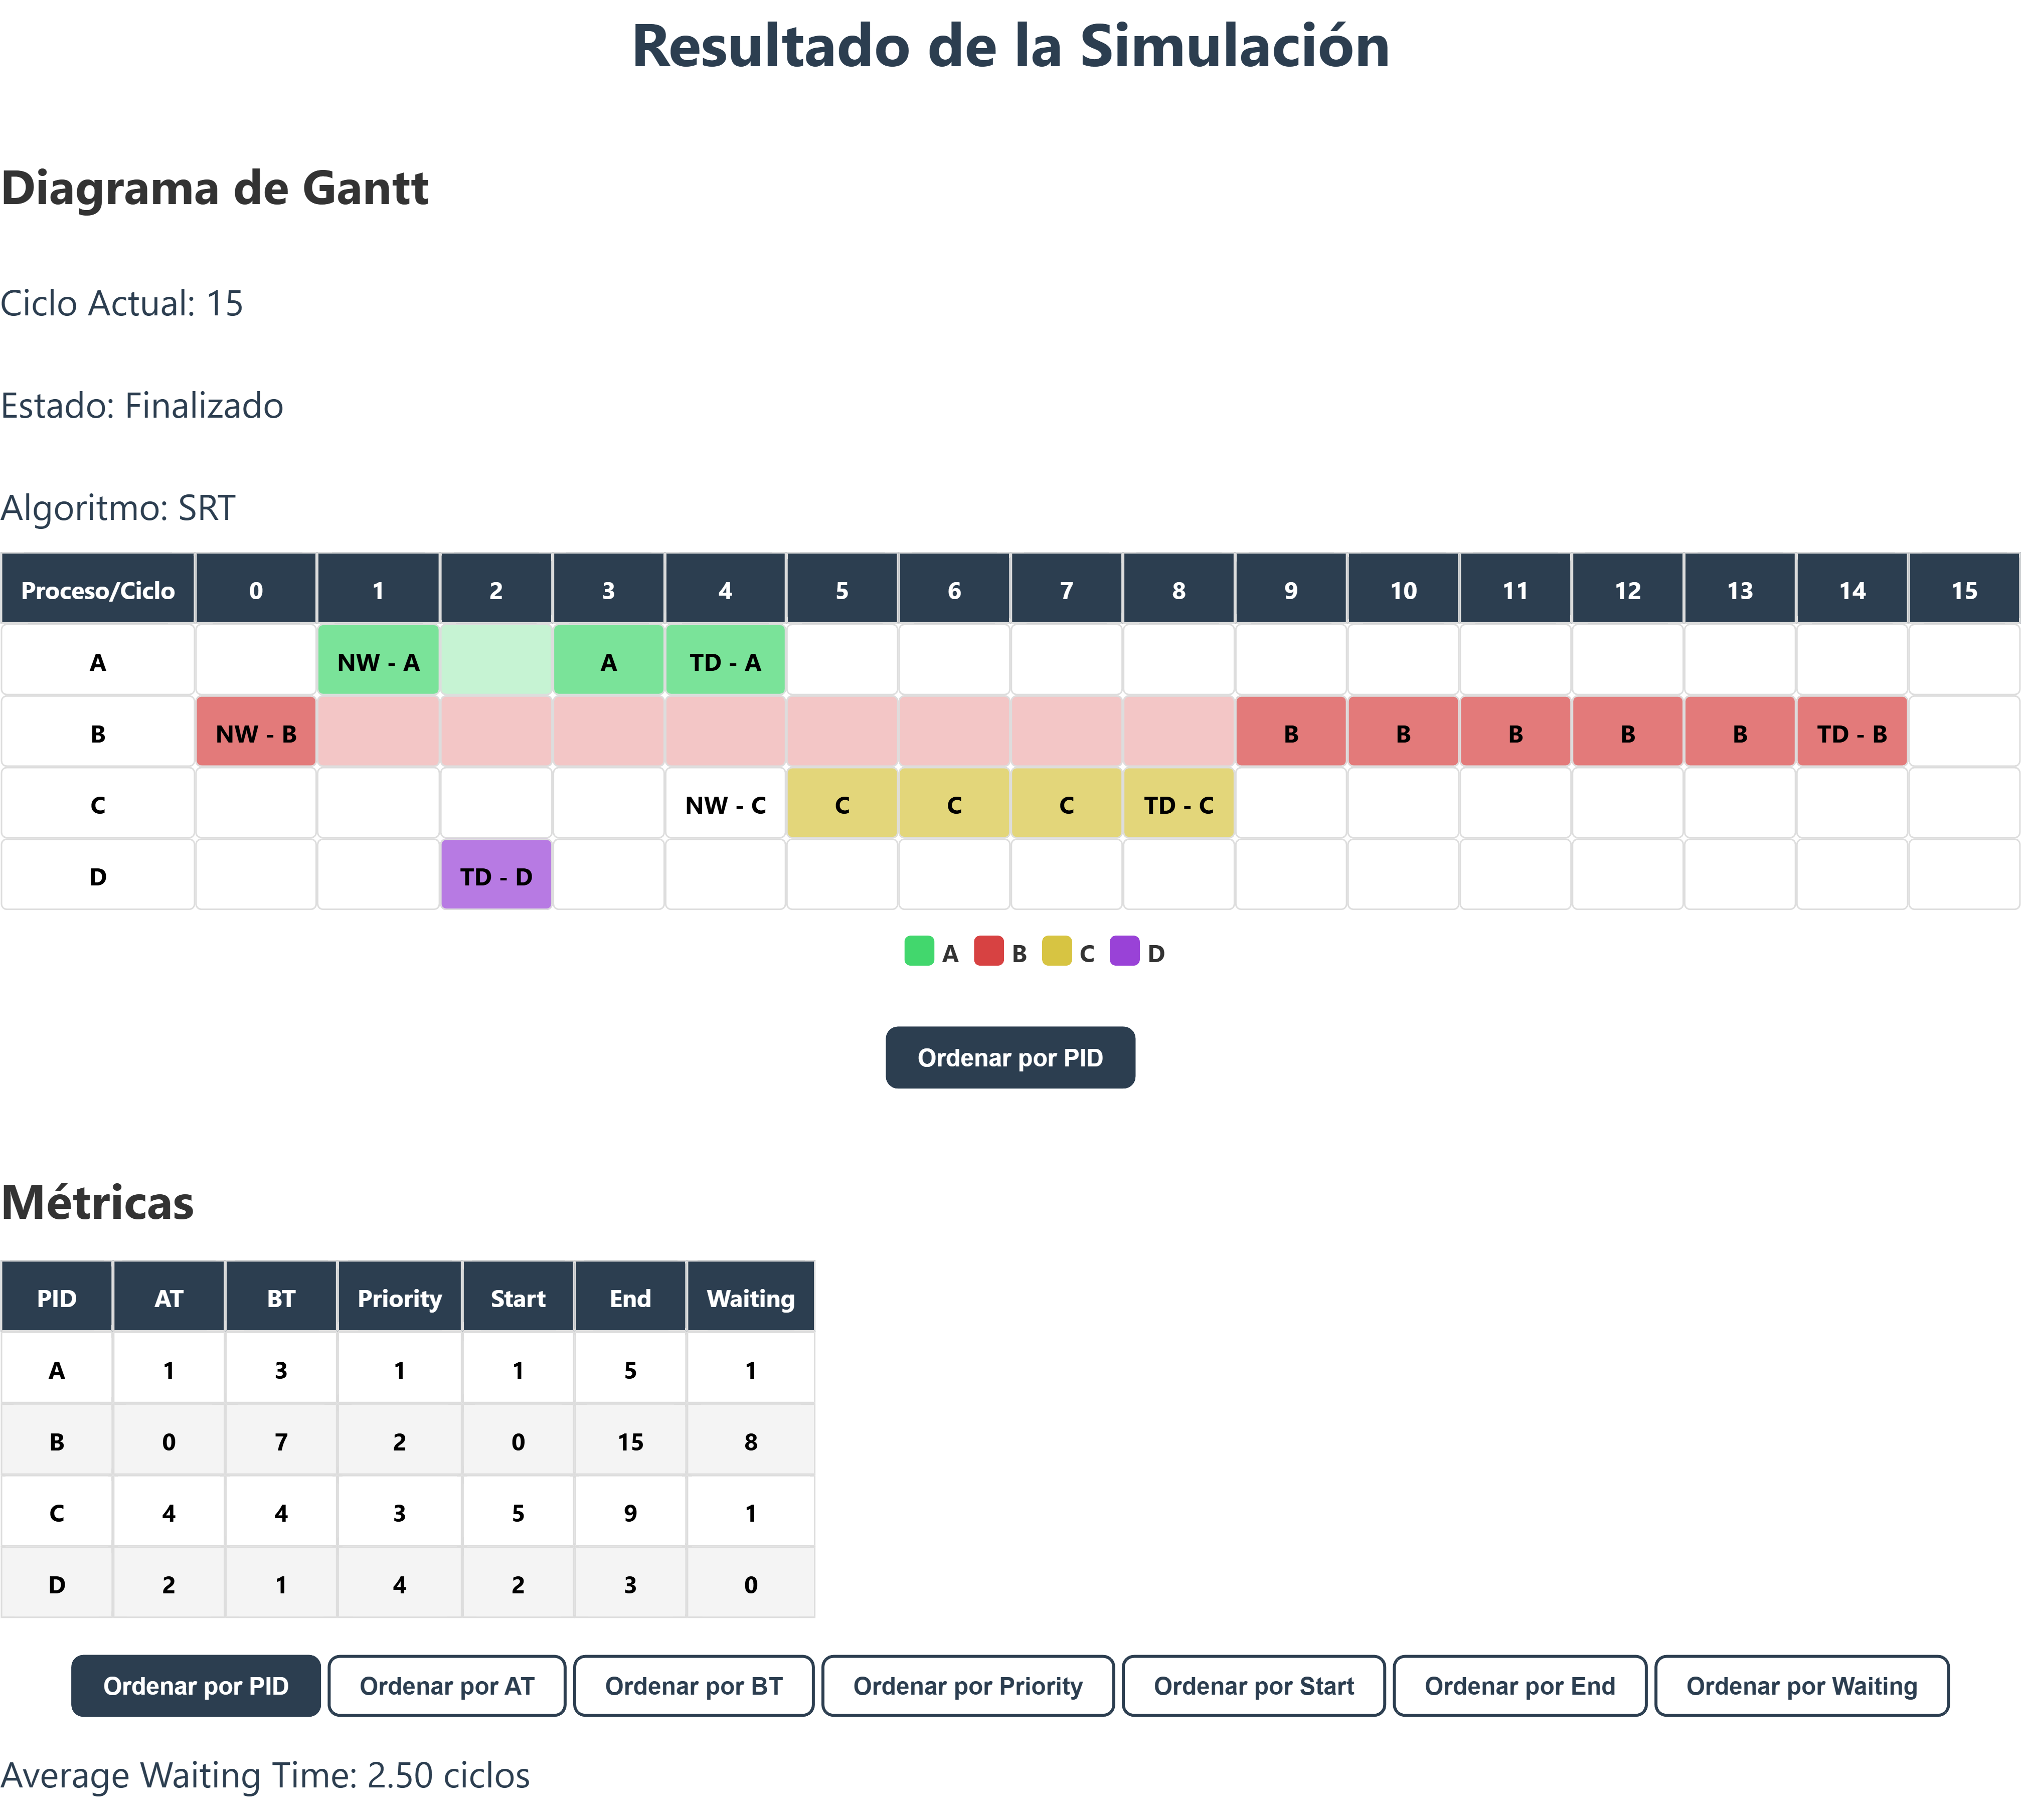 Resultado de la Simulación
Diagrama de Gantt
Ciclo Actual: 15
Estado: Finalizado
Algoritmo: SRT
Proceso/Ciclo 0 1 2 3 4 5 6 7 8 9 10 11 12 13 14 15
A NW - A A TD - A
B NW - B B B B B B TD - B
C NW - C C C C TD - C
D TD - D
A B C D
Ordenar por PID
Métricas
PID AT BT Priority Start End Waiting
A 1 3 1 1 5 1
B 0 7 2 0 15 8
C 4 4 3 5 9 1
D 2 1 4 2 3 0
Ordenar por PID Ordenar por AT Ordenar por BT Ordenar por Priority Ordenar por Start Ordenar por End Ordenar por Waiting
Average Waiting Time: 2.50 ciclos